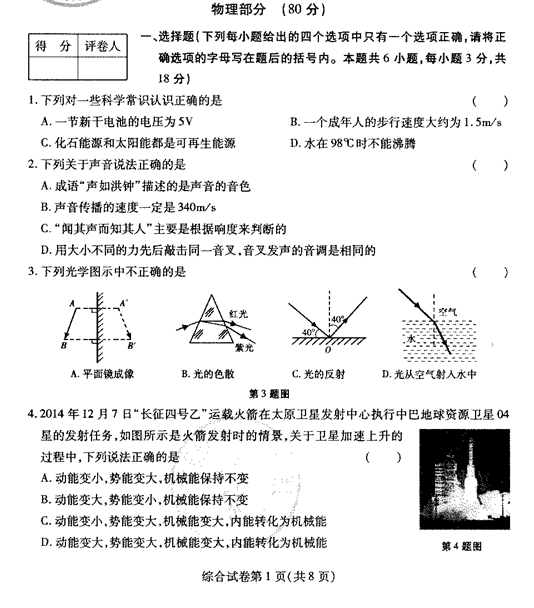 物理部分 (80分)
得 分 评卷人
一、选择题(下列每小题给出的四个选项中只有一个选项正确,请将正
确选项的字母写在题后的括号内。本题共6小题,每小题3分,共
18分)
1.下列对一些科学常识认识正确的是 ( )
A.一节新干电池的电压为5V B.一个成年人的步行速度大约为1.5m/s
C.化石能源和太阳能都是可再生能源 D.水在98℃时不能沸腾
2.下列关于声音说法正确的是 ( )
A.成语“声如洪钟”描述的是声音的音色
B.声音传播的速度一定是340m/s
C.“闻其声而知其人”主要是根据响度来判断的
D.用大小不同的力先后敲击同一音叉,音叉发声的音调是相同的
3.下列光学图示中不正确的是 ( )
A A′
B B′
红光
紫光
40° 40°
O
空气
水
A.平面镜成像 B.光的色散 C.光的反射 D.光从空气射入水中
第3题图
4.2014年12月7日“长征四号乙”运载火箭在太原卫星发射中心执行中巴地球资源卫星04
星的发射任务,如图所示是火箭发射时的情景,关于卫星加速上升的
过程中,下列说法正确的是 ( )
A.动能变小,势能变大,机械能保持不变
B.动能变大,势能变小,机械能保持不变
C.动能变小,势能变大,机械能变大,内能转化为机械能
D.动能变大,势能变大,机械能变大,内能转化为机械能
第4题图
综合试卷第1页(共8页)